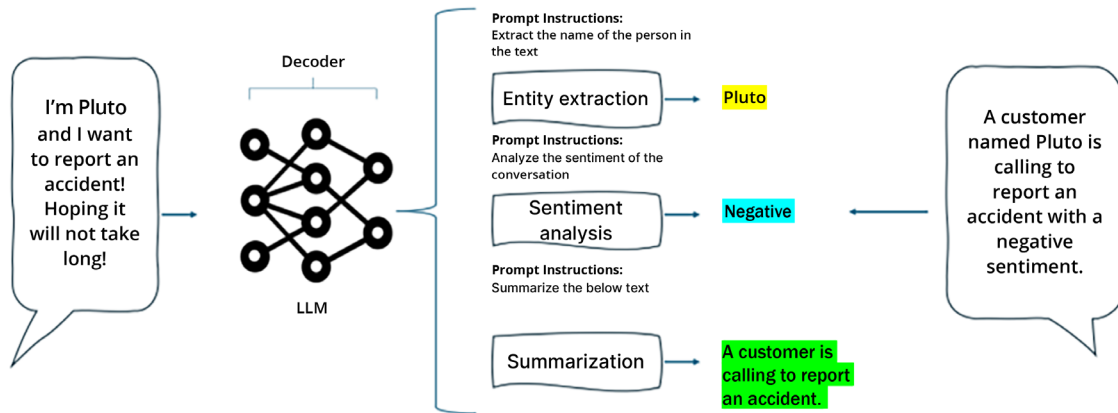 I’m Pluto
and I want
to report an
accident!
Hoping it
will not take
long!
Decoder
LLM
Prompt Instructions:
Extract the name of the person in
the text
Entity extraction
Pluto
Prompt Instructions:
Analyze the sentiment of the
conversation
Sentiment
analysis
Negative
Prompt Instructions:
Summarize the below text
Summarization
A customer is
calling to report
an accident.
A customer
named Pluto is
calling to
report an
accident with a
negative
sentiment.